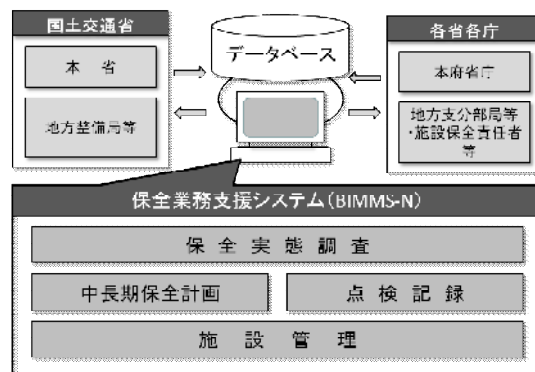 国土交通省
本 省
地方整備局等
データベース
各省各庁
本府省庁
地方支分部局等
・施設保全責任者
等
保全業務支援システム(BIMMS-N)
保 全 実 態 調 査
中長期保全計画
点 検 記 録
施 設 管 理